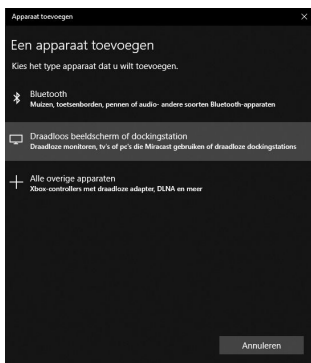 Apparaat toevoegen
Een apparaat toevoegen
Kies het type apparaat dat u wilt toevoegen.
Bluetooth
Muizen, toetsenborden, pennen of audio- andere soorten Bluetooth-apparaten
Draadloos beeldscherm of dockingstation
Draadloze monitoren, tv's of pc's die Miracast gebruiken of draadloze dockingstations
Alle overige apparaten
Xbox-controllers met draadloze adapter, DLNA en meer
Annuleren